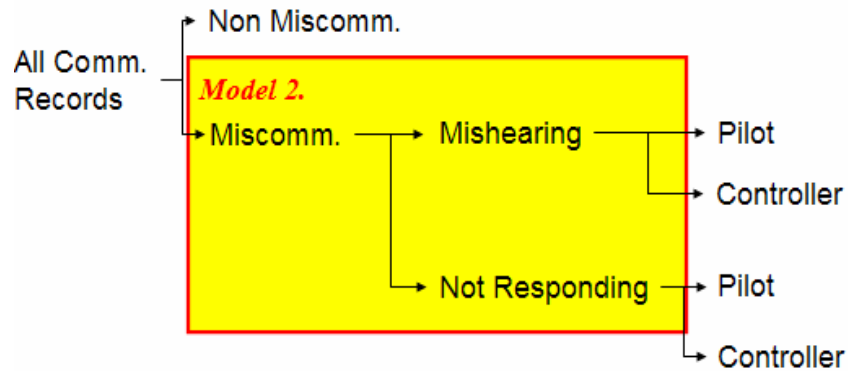 Non Miscomm.
All Comm.
Records
Model 2.
Miscomm.
Mishearing
Pilot
Controller
Not Responding
Pilot
Controller